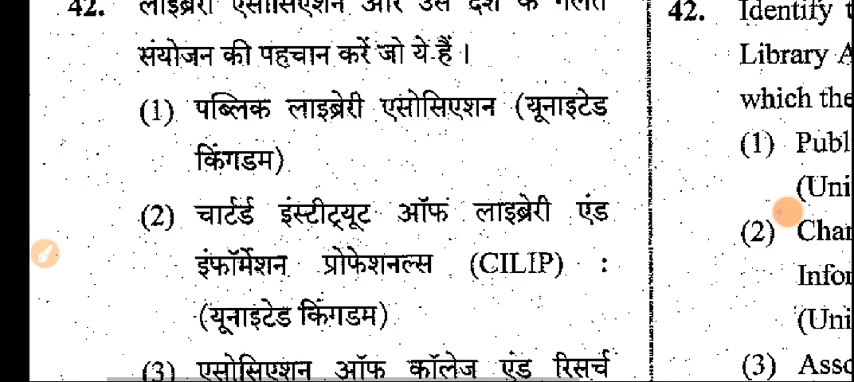 42. लाइब्रेरी एसोसिएशन और उस देश के गलत
संयोजन की पहचान करें जो ये हैं ।
(1) पब्लिक लाइब्रेरी एसोसिएशन (यूनाइटेड
किंगडम)
(2) चार्टर्ड इंस्टीट्यूट ऑफ लाइब्रेरी एंड
इंफॉर्मेशन प्रोफेशनल्स (CILIP) :
(यूनाइटेड किंगडम)
(3) एसोसिएशन ऑफ कॉलेज एंड रिसर्च
42. Identify t
Library A
which the
(1) Publ
(Uni
(2) Char
Infor
(Uni
(3) Asso